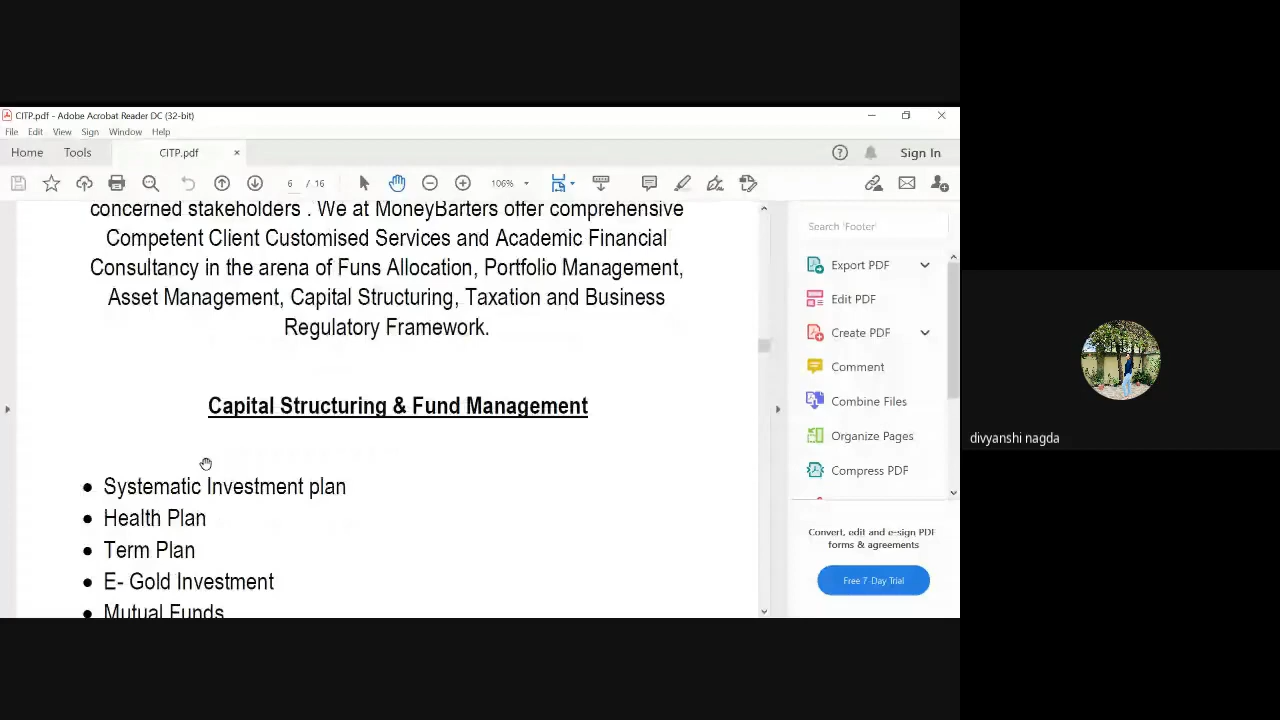 CITP.pdf - Adobe Acrobat Reader DC (32-bit)
File Edit View Sign Window Help
Home Tools CITP.pdf × Sign In
6 / 16 106%
concerned stakeholders . We at MoneyBarters offer comprehensive
Competent Client Customised Services and Academic Financial
Consultancy in the arena of Funs Allocation, Portfolio Management,
Asset Management, Capital Structuring, Taxation and Business
Regulatory Framework.
Capital Structuring & Fund Management
• Systematic Investment plan
• Health Plan
• Term Plan
• E- Gold Investment
• Mutual Funds
Search 'Footer'
Export PDF
Edit PDF
Create PDF
Comment
Combine Files
Organize Pages
Compress PDF
Convert, edit and e-sign PDF
forms & agreements
Free 7-Day Trial
divyanshi nagda